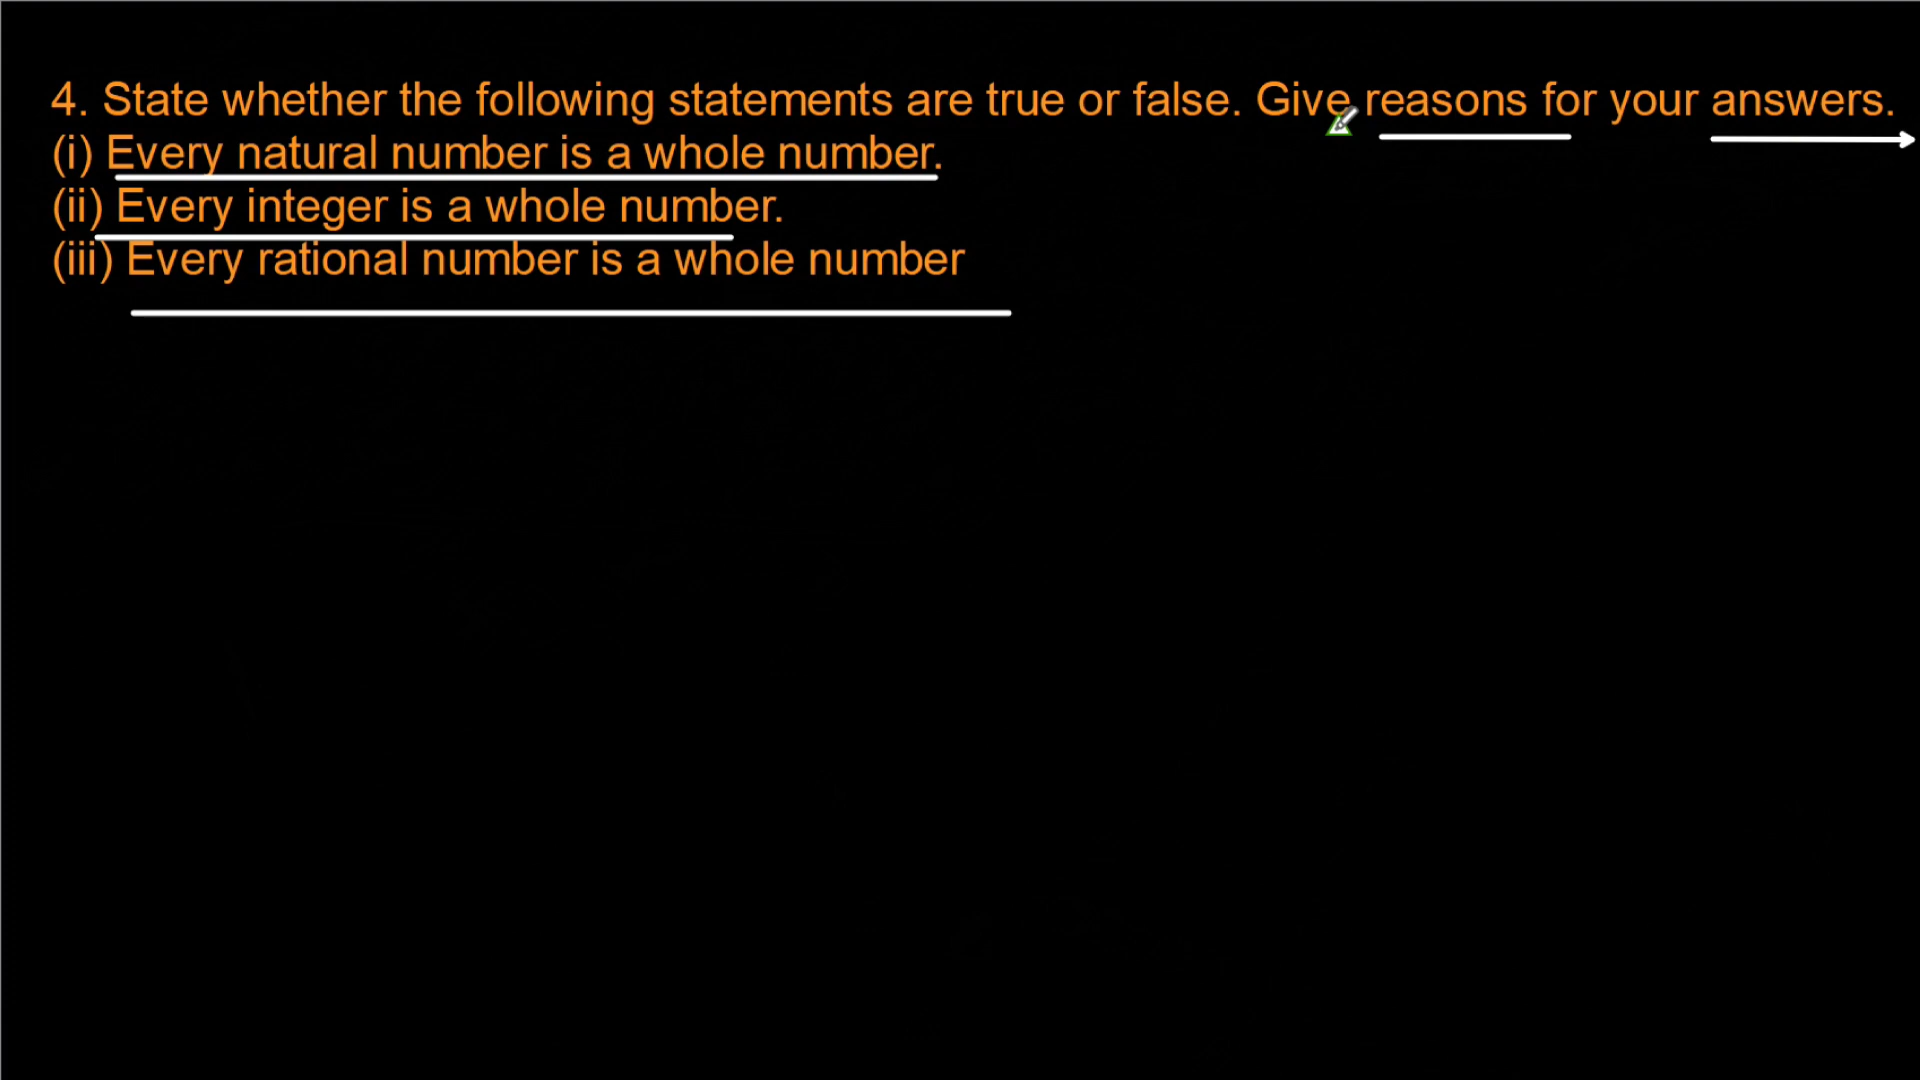 4. State whether the following statements are true or false. Give reasons for your answers.
(i) Every natural number is a whole number.
(ii) Every integer is a whole number.
(iii) Every rational number is a whole number